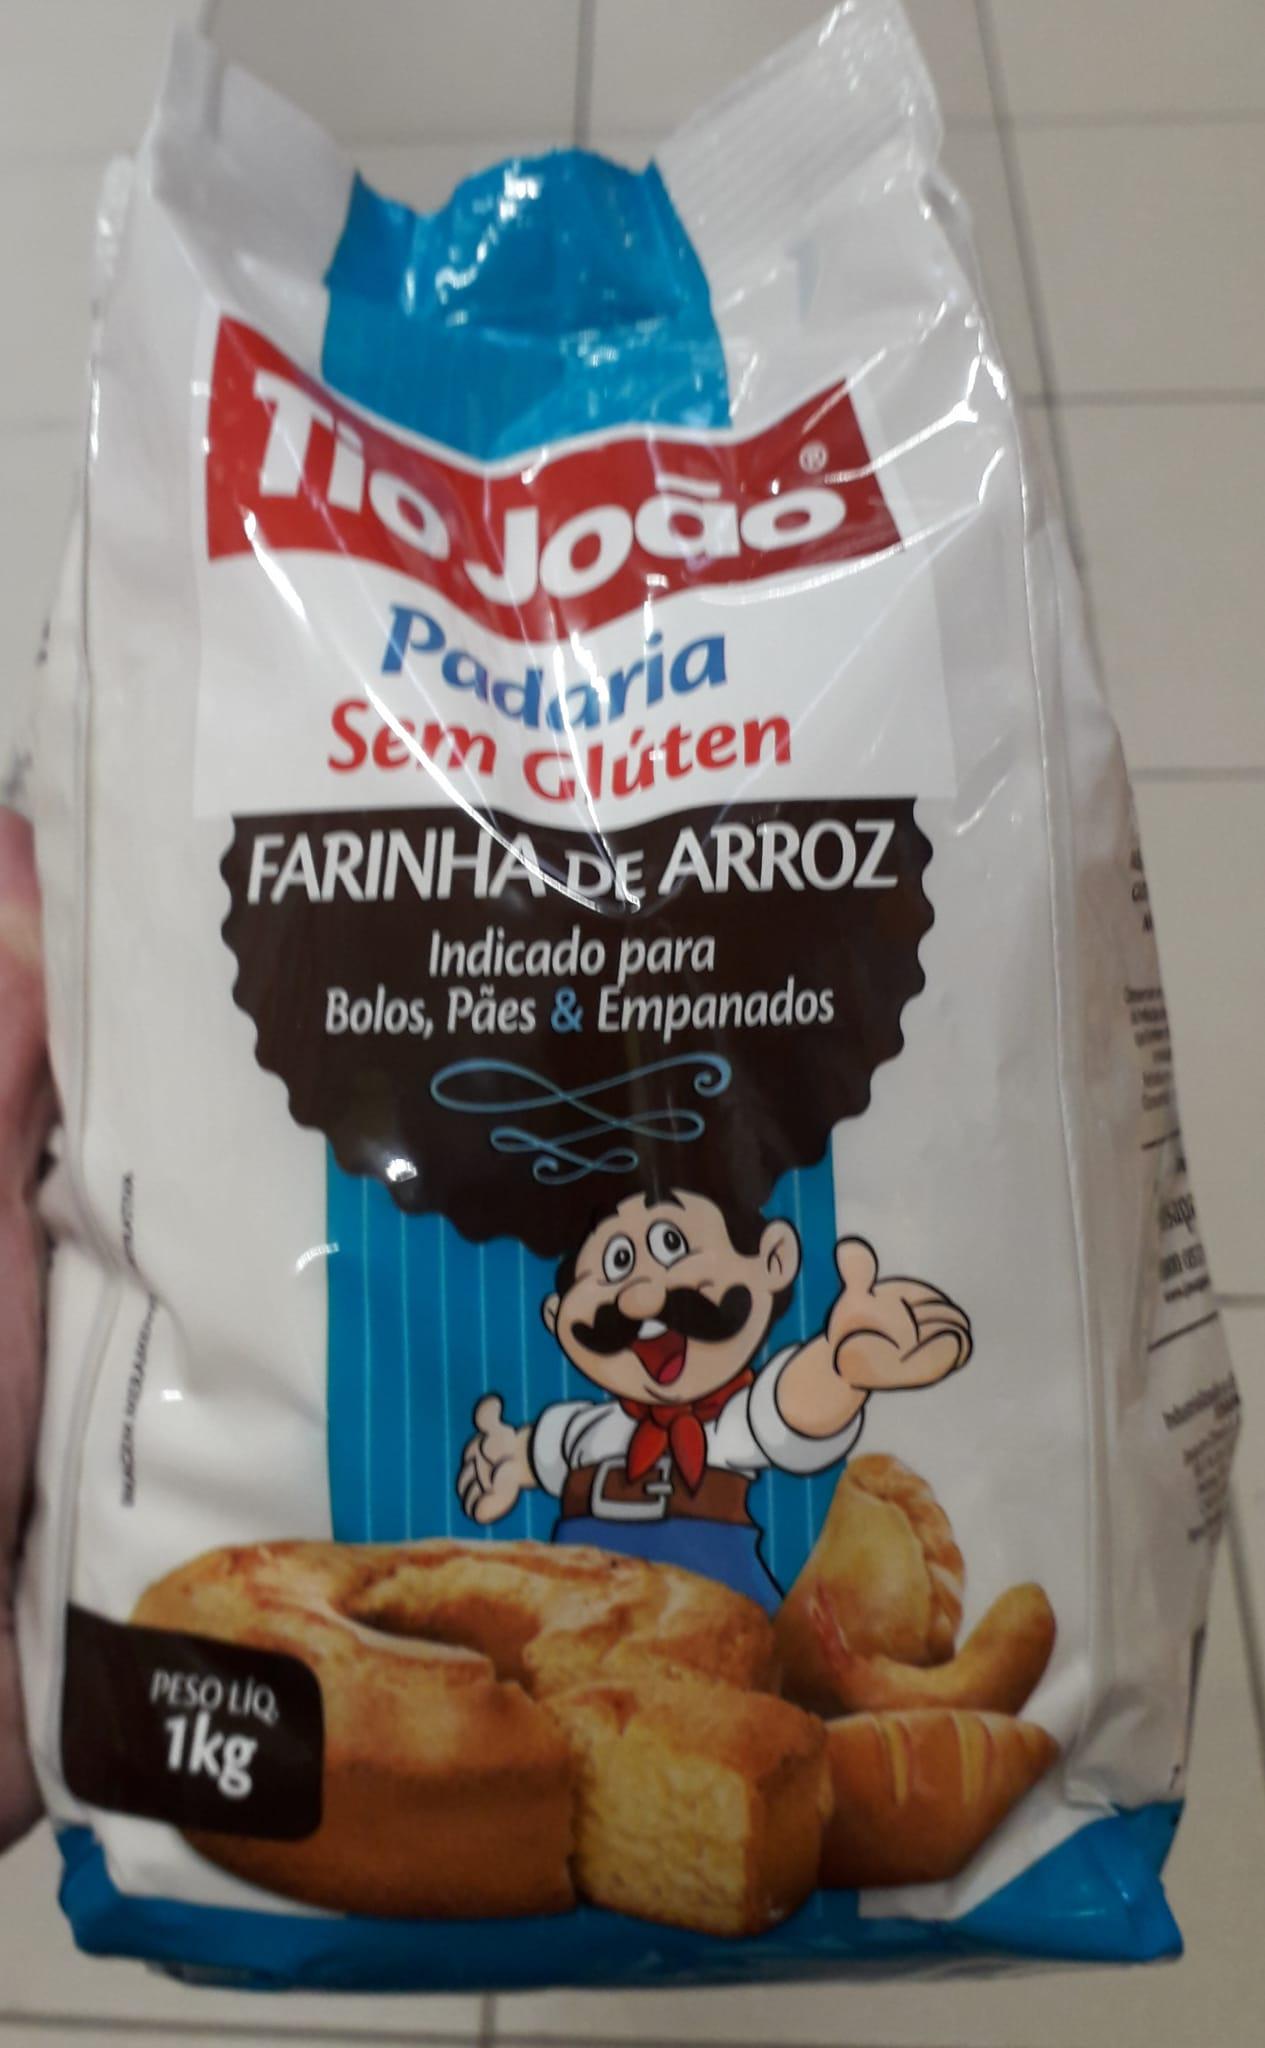 Tio João®
Padaria
Sem Glúten
FARINHA DE ARROZ
Indicado para
Bolos, Pães & Empanados
PESO LÍQ.
1kg